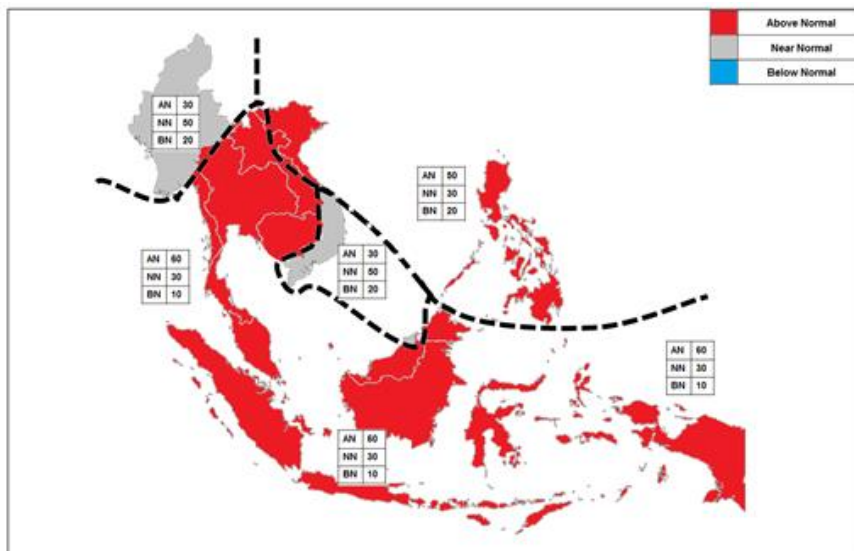 Above Normal
Near Normal
Below Normal
AN 30
NN 50
BN 20
AN 50
NN 30
BN 20
AN 60
NN 30
BN 10
AN 30
NN 50
BN 20
AN 60
NN 30
BN 10
AN 60
NN 30
BN 10